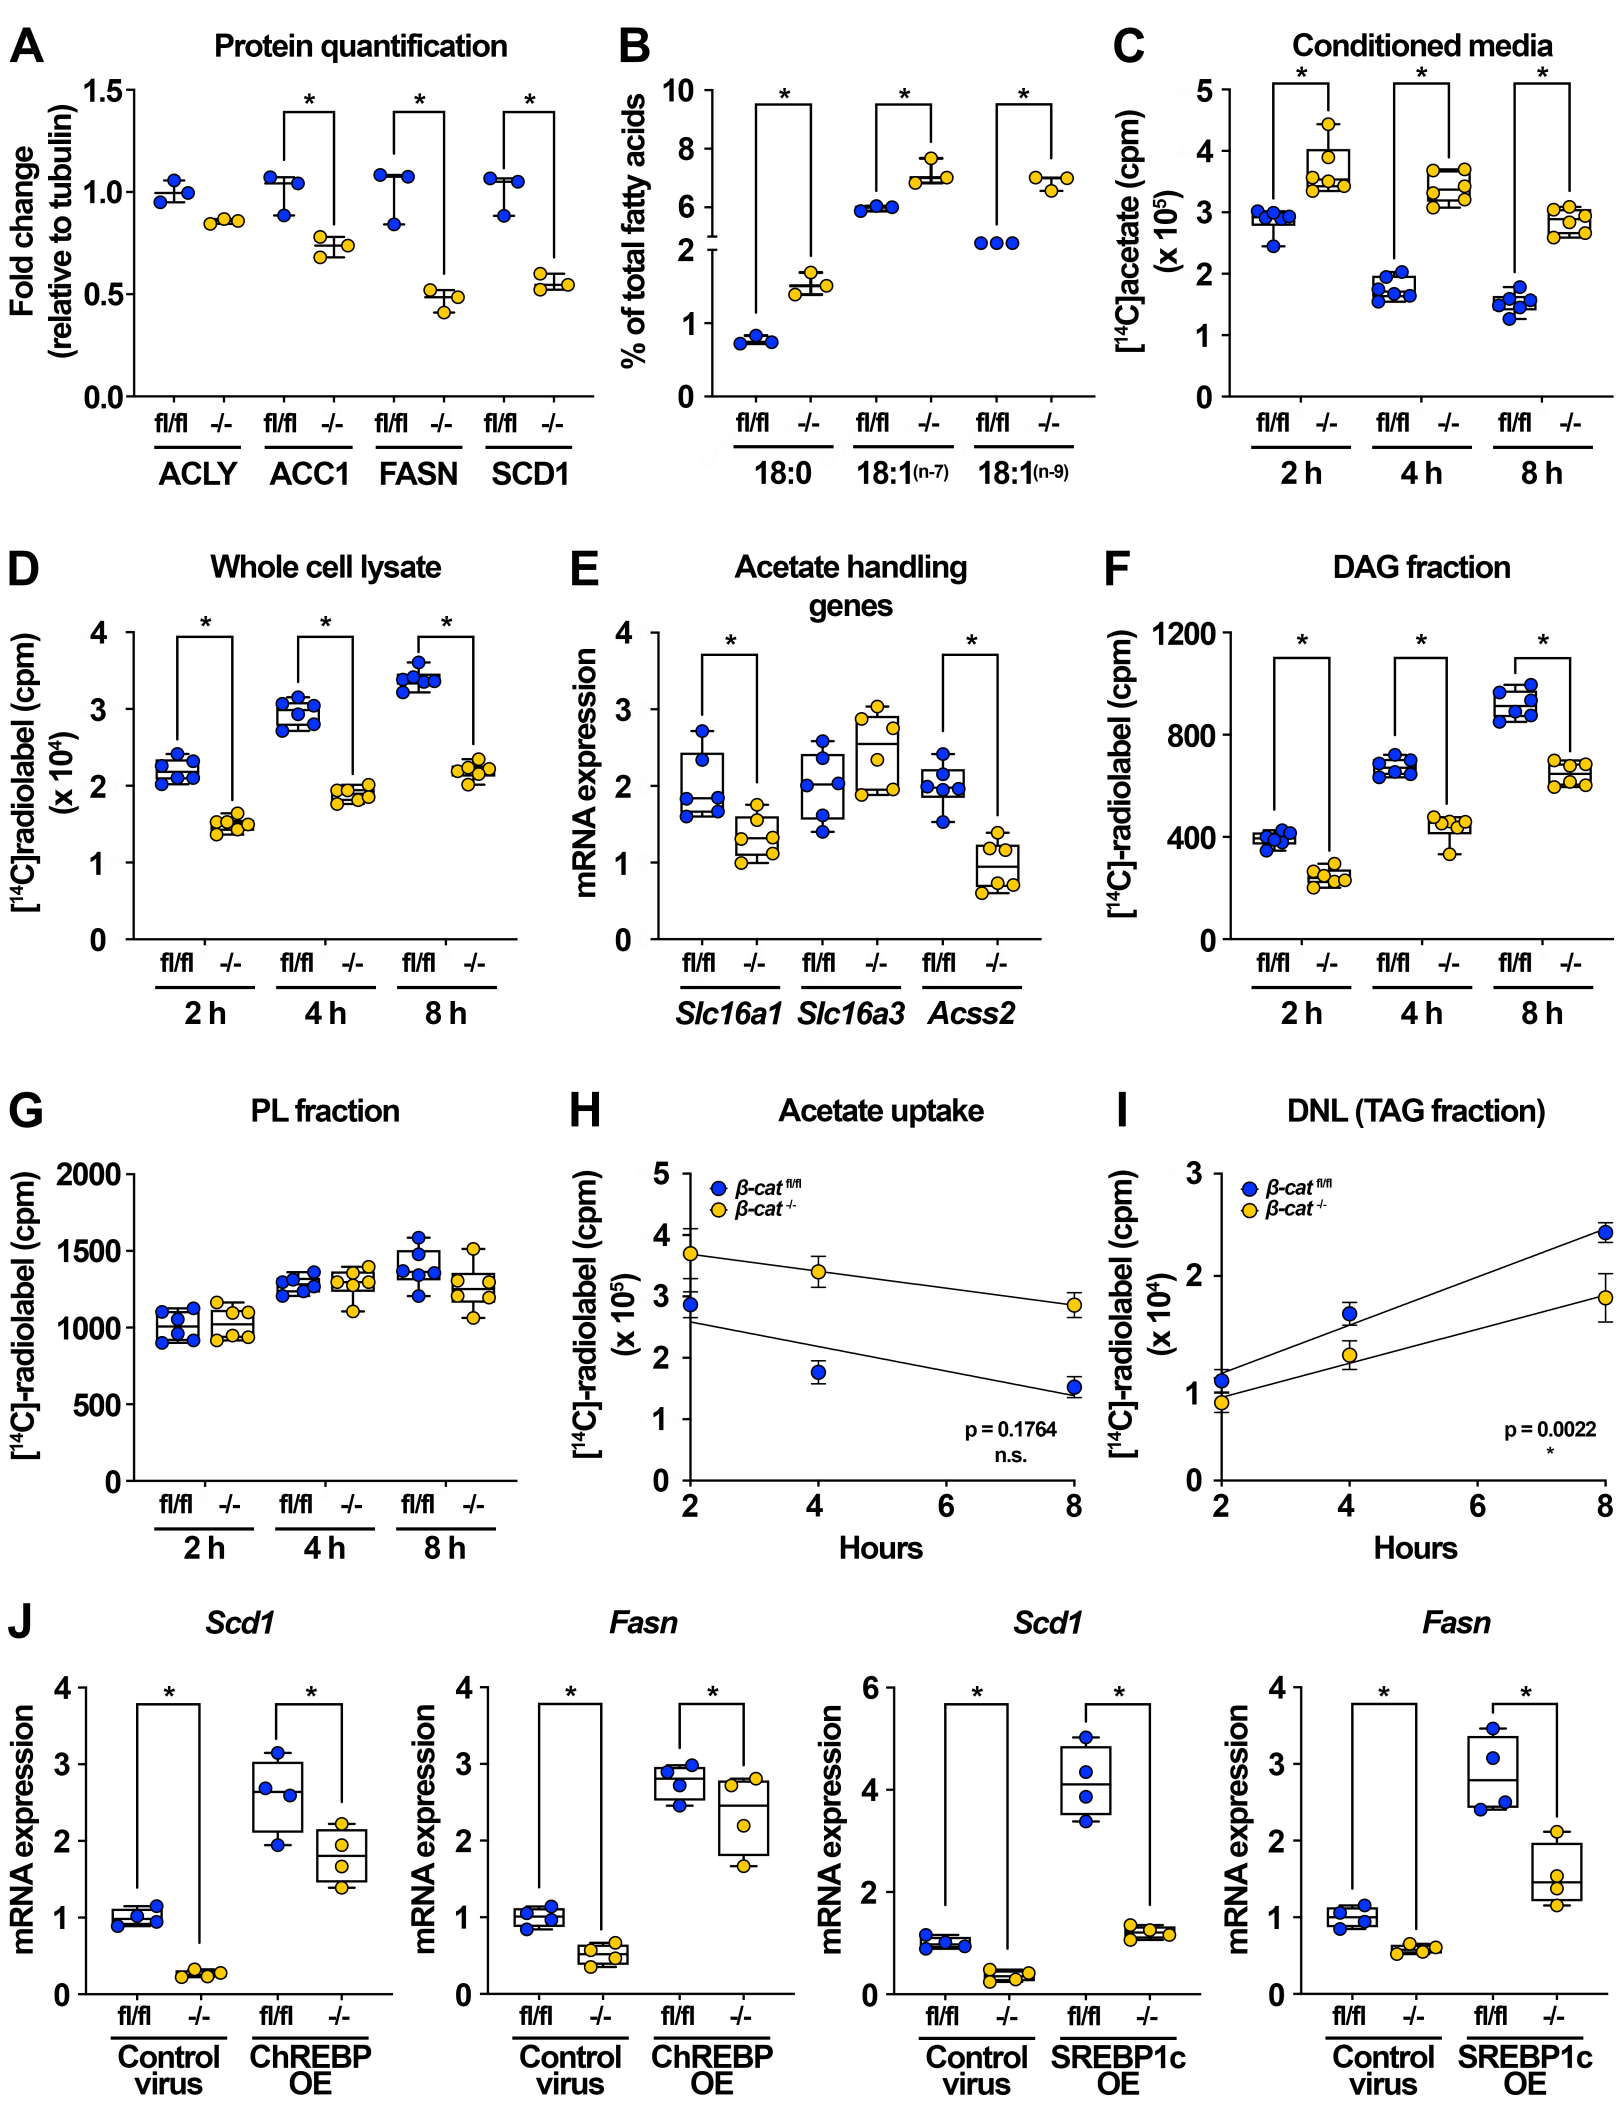 A
Protein quantification
Fold change
(relative to tubulin)
1.5
1.0
0.5
0.0
* * *
fl/fl -/- fl/fl -/- fl/fl -/- fl/fl -/-
ACLY ACC1 FASN SCD1
B
% of total fatty acids
10
8
6
2
1
0
* * *
fl/fl -/- fl/fl -/- fl/fl -/-
18:0 18:1(n-7) 18:1(n-9)
C
Conditioned media
[¹⁴C]acetate (cpm)
(x 10⁵)
5
4
3
2
1
0
* * *
fl/fl -/- fl/fl -/- fl/fl -/-
2 h 4 h 8 h
D
Whole cell lysate
[¹⁴C]radiolabel (cpm)
(x 10⁴)
4
3
2
1
0
* * *
fl/fl -/- fl/fl -/- fl/fl -/-
2 h 4 h 8 h
E
Acetate handling
genes
mRNA expression
4
3
2
1
0
* *
fl/fl -/- fl/fl -/- fl/fl -/-
Slc16a1 Slc16a3 Acss2
F
DAG fraction
[¹⁴C]-radiolabel (cpm)
1200
800
400
0
* * *
fl/fl -/- fl/fl -/- fl/fl -/-
2 h 4 h 8 h
G
PL fraction
[¹⁴C]-radiolabel (cpm)
2000
1500
1000
500
0
fl/fl -/- fl/fl -/- fl/fl -/-
2 h 4 h 8 h
H
Acetate uptake
[¹⁴C]-radiolabel (cpm)
(x 10⁵)
5
4
3
2
1
0
β-cat fl/fl
β-cat -/-
p = 0.1764
n.s.
2 4 6 8
Hours
I
DNL (TAG fraction)
[¹⁴C]-radiolabel (cpm)
(x 10⁴)
3
2
1
0
β-cat fl/fl
β-cat -/-
p = 0.0022
*
2 4 6 8
Hours
J
Scd1
mRNA expression
4
3
2
1
0
* *
fl/fl -/- fl/fl -/-
Control ChREBP
virus OE
Fasn
mRNA expression
4
3
2
1
0
* *
fl/fl -/- fl/fl -/-
Control ChREBP
virus OE
Scd1
mRNA expression
6
4
2
0
* *
fl/fl -/- fl/fl -/-
Control SREBP1c
virus OE
Fasn
mRNA expression
4
3
2
1
0
* *
fl/fl -/- fl/fl -/-
Control SREBP1c
virus OE